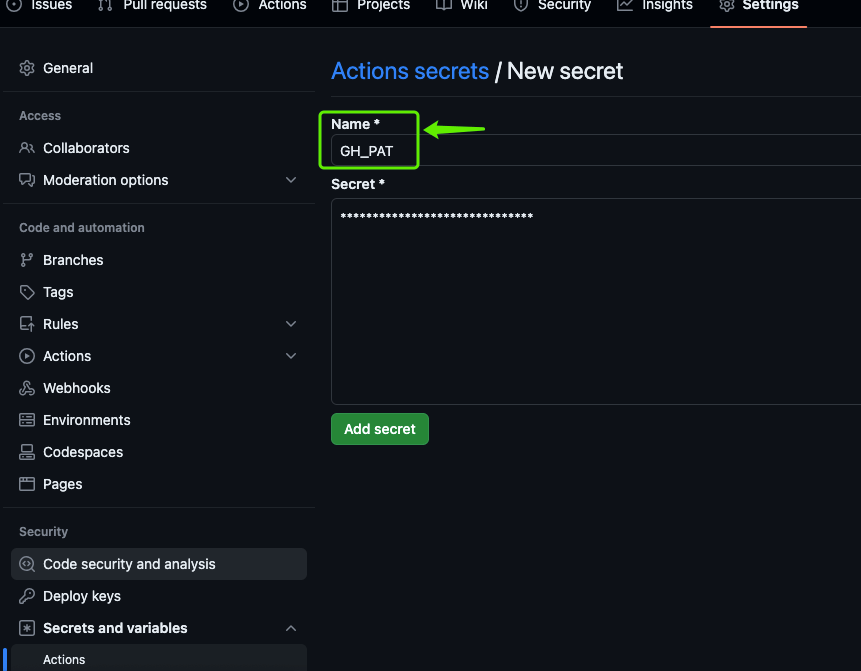 Issues Pull requests Actions Projects Wiki Security Insights Settings
General
Access
Collaborators
Moderation options
Code and automation
Branches
Tags
Rules
Actions
Webhooks
Environments
Codespaces
Pages
Security
Code security and analysis
Deploy keys
Secrets and variables
Actions
Actions secrets / New secret
Name *
GH_PAT
Secret *
******************************
Add secret